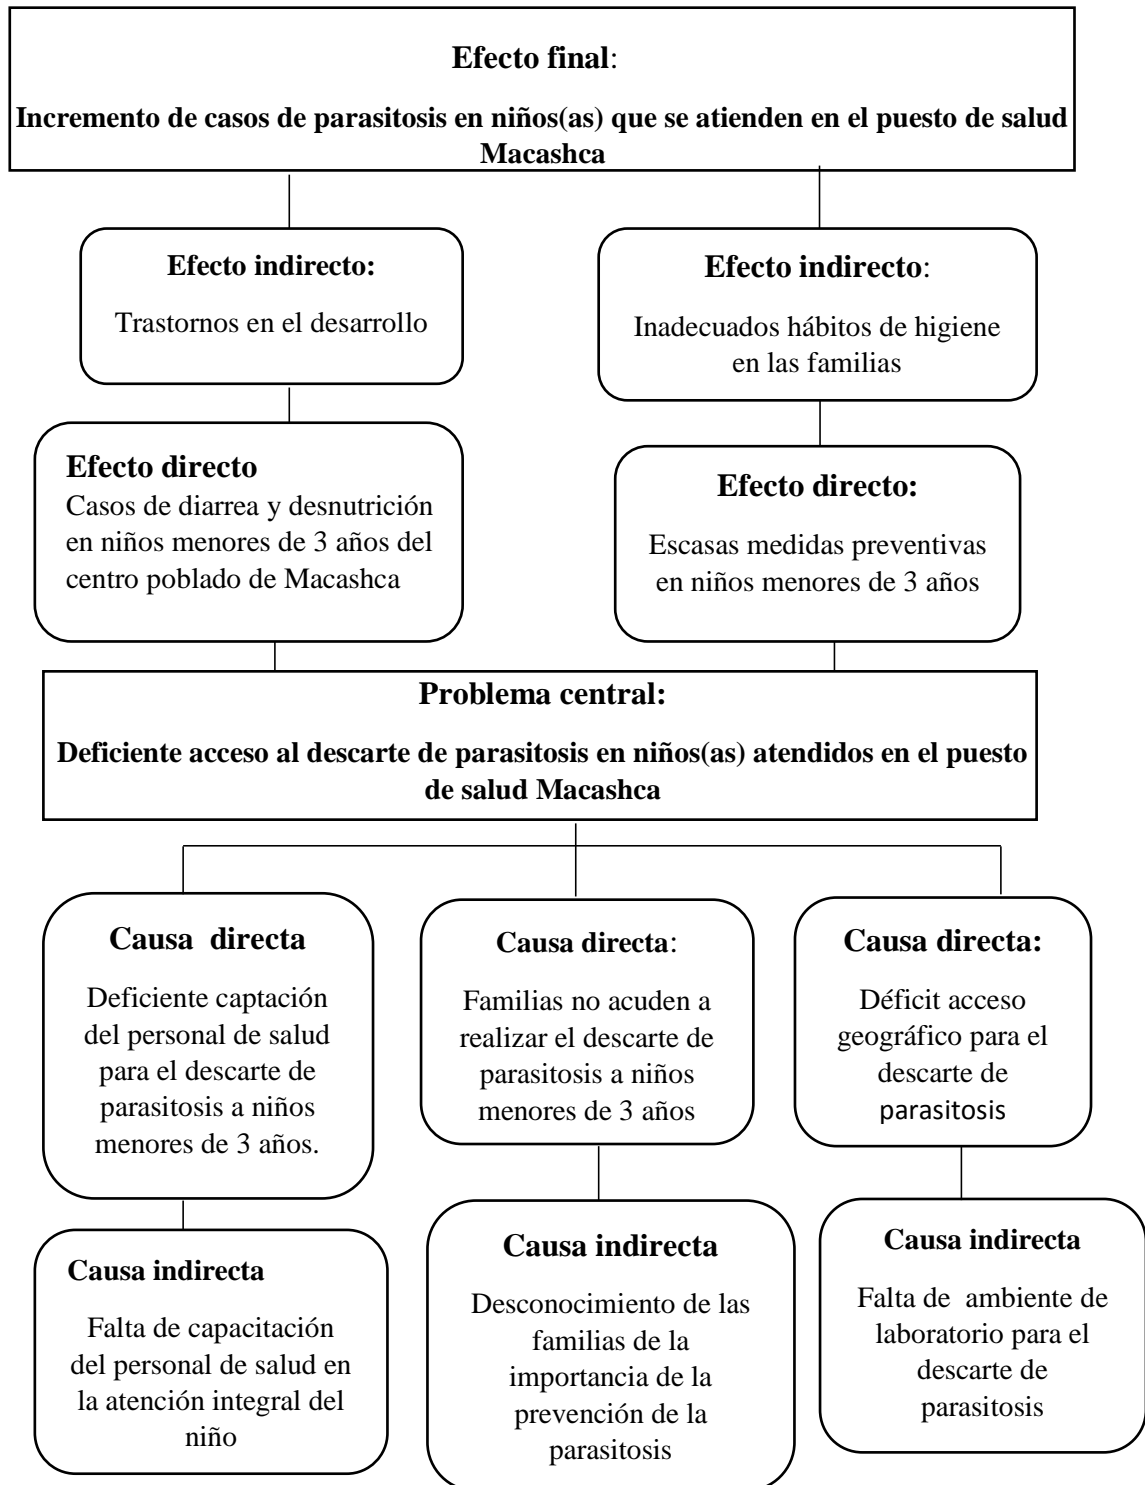 Efecto final:
Incremento de casos de parasitosis en niños(as) que se atienden en el puesto de salud
Macashca
Efecto indirecto:
Trastornos en el desarrollo
Efecto indirecto:
Inadecuados hábitos de higiene
en las familias
Efecto directo
Casos de diarrea y desnutrición
en niños menores de 3 años del
centro poblado de Macashca
Efecto directo:
Escasas medidas preventivas
en niños menores de 3 años
Problema central:
Deficiente acceso al descarte de parasitosis en niños(as) atendidos en el puesto
de salud Macashca
Causa directa
Deficiente captación
del personal de salud
para el descarte de
parasitosis a niños
menores de 3 años.
Causa directa:
Familias no acuden a
realizar el descarte de
parasitosis a niños
menores de 3 años
Causa directa:
Déficit acceso
geográfico para el
descarte de
parasitosis
Causa indirecta
Falta de capacitación
del personal de salud en
la atención integral del
niño
Causa indirecta
Desconocimiento de las
familias de la
importancia de la
prevención de la
parasitosis
Causa indirecta
Falta de ambiente de
laboratorio para el
descarte de
parasitosis